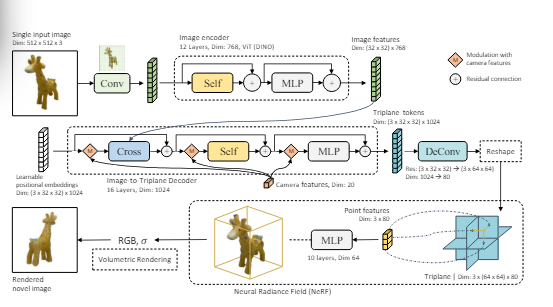 Single input image
Dim: 512 x 512 x 3
Image encoder
12 Layers, Dim: 768, ViT (DINO)
Image features
Dim: (32 x 32) x 768
Conv
Self
+
MLP
+
M
Modulation with
camera features
+
Residual connection
Triplane tokens
Dim: (3 x 32 x 32) x 1024
M
Cross
+
M
Self
+
M
MLP
+
DeConv
Reshape
Learnable
positional embeddings
Dim: (3 x 32 x 32) x 1024
Image-to-Triplane Decoder
16 Layers, Dim: 1024
Camera features, Dim: 20
Res: (3 x 32 x 32) → (3 x 64 x 64)
Dim: 1024 → 80
Point features
Dim: 3 x 80
RGB, σ
Volumetric Rendering
MLP
10 layers, Dim 64
Triplane | Dim: 3 x (64 x 64) x 80
Rendered
novel image
Neural Radiance Field (NeRF)